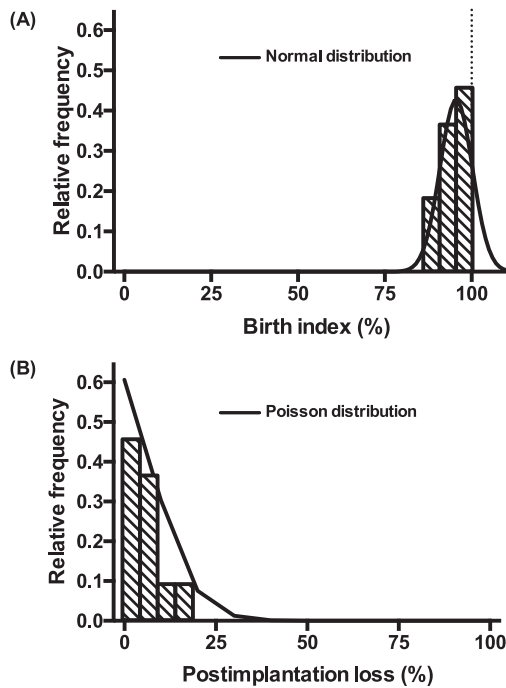 (A)
0.6
0.5
0.4
0.3
0.2
0.1
0.0
Relative frequency
Normal distribution
0 25 50 75 100
Birth index (%)
(B)
0.6
0.5
0.4
0.3
0.2
0.1
0.0
Relative frequency
Poisson distribution
0 25 50 75 100
Postimplantation loss (%)